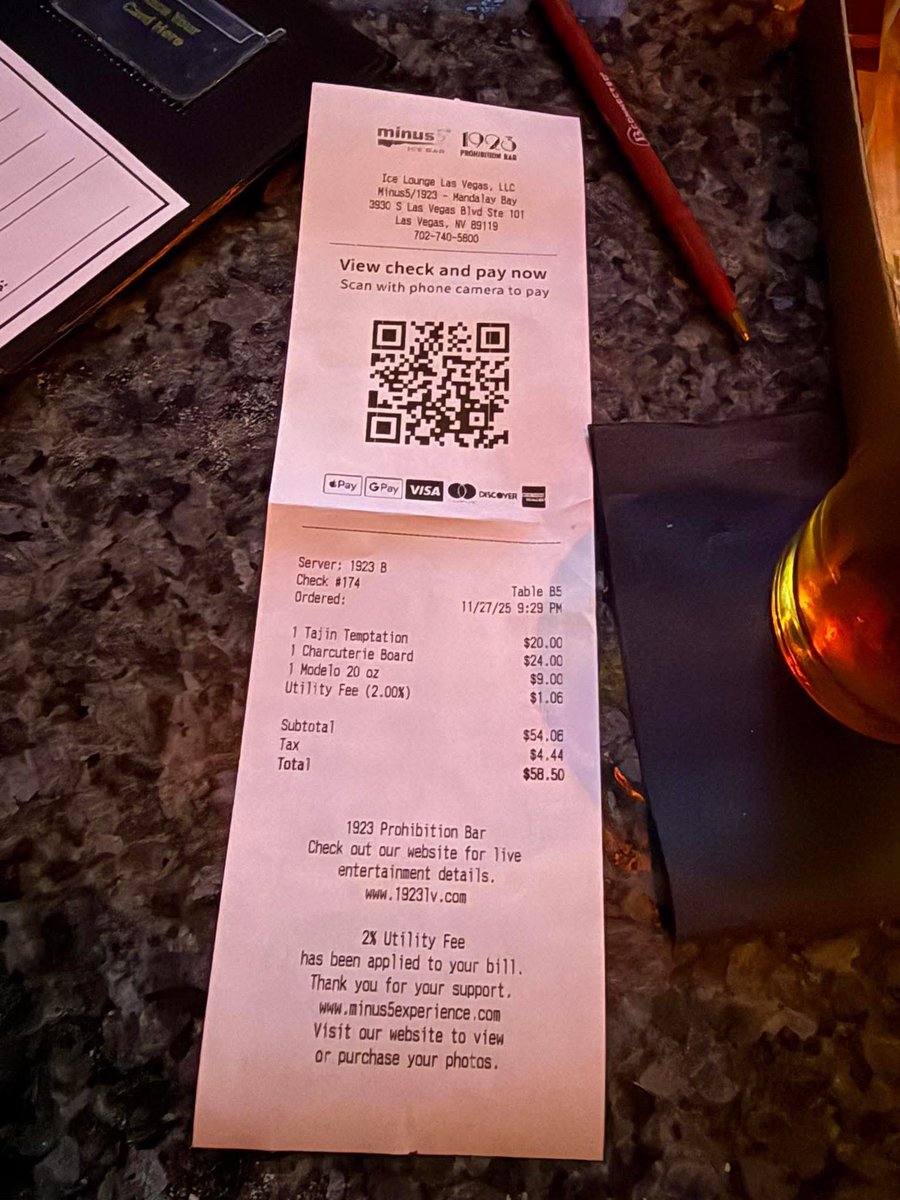 Your
Card Here
minus5°
ICE BAR
1923
PROHIBITION BAR
Ice Lounge Las Vegas, LLC
Minus5/1923 - Mandalay Bay
3930 S Las Vegas Blvd Ste 101
Las Vegas, NV 89119
702-740-5800
View check and pay now
Scan with phone camera to pay
Pay
G Pay
VISA
DISCOVER
Server: 1923 B
Check #174
Table B5
Ordered:
11/27/25 9:29 PM
1 Tajin Temptation $20.00
1 Charcuterie Board $24.00
1 Modelo 20 oz $9.00
Utility Fee (2.00%) $1.06
Subtotal $54.06
Tax $4.44
Total $58.50
1923 Prohibition Bar
Check out our website for live
entertainment details.
www.1923lv.com
2% Utility Fee
has been applied to your bill.
Thank you for your support.
www.minus5experience.com
Visit our website to view
or purchase your photos.